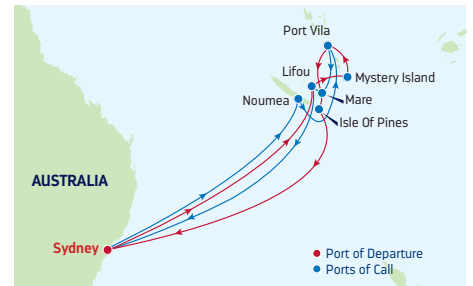 Port Vila
Lifou
Mystery Island
Noumea
Mare
Isle Of Pines
AUSTRALIA
Sydney
Port of Departure
Ports of Call